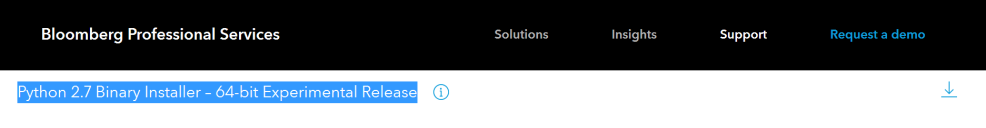 Bloomberg Professional Services Solutions Insights Support Request a demo
Python 2.7 Binary Installer – 64-bit Experimental Release